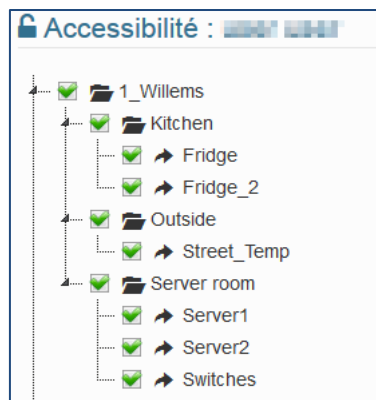 Accessibilité :
1_Willems
Kitchen
Fridge
Fridge_2
Outside
Street_Temp
Server room
Server1
Server2
Switches